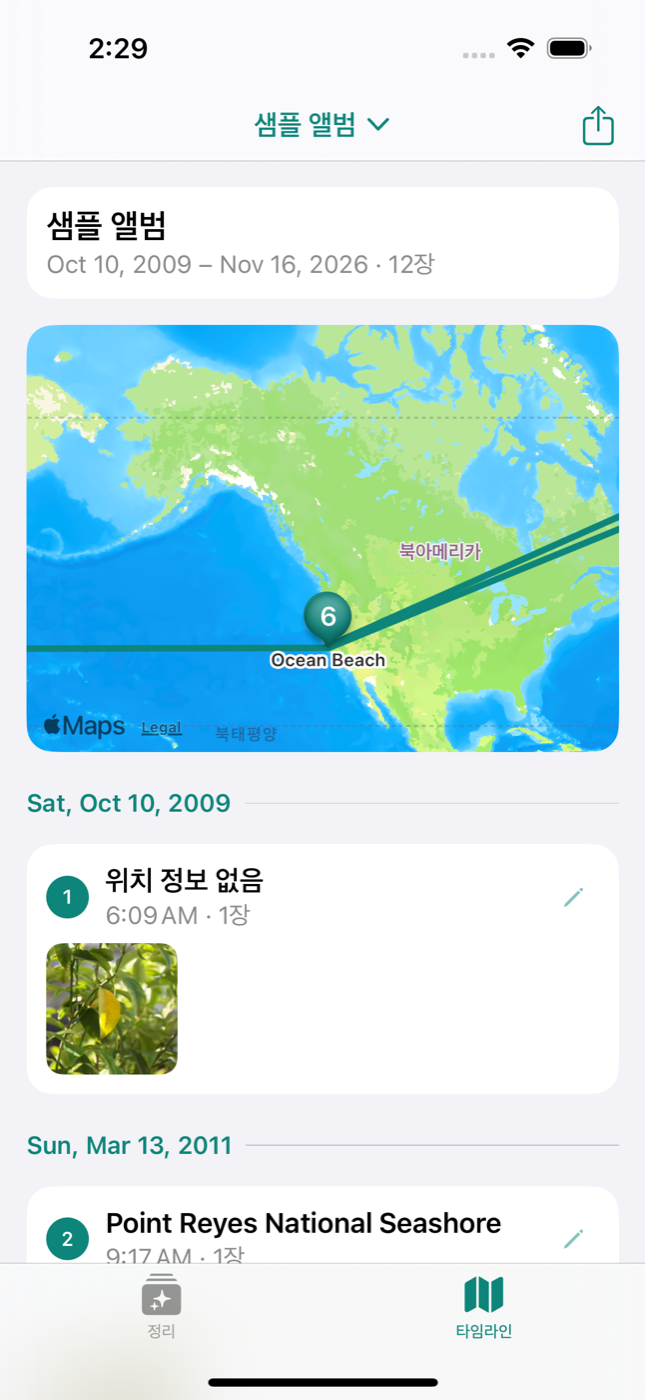 2:29
샘플 앨범
샘플 앨범
Oct 10, 2009 – Nov 16, 2026 · 12장
북아메리카
6
Ocean Beach
Maps Legal
북태평양
Sat, Oct 10, 2009
1
위치 정보 없음
6:09 AM · 1장
Sun, Mar 13, 2011
2
Point Reyes National Seashore
9:17 AM · 1장
정리
타임라인